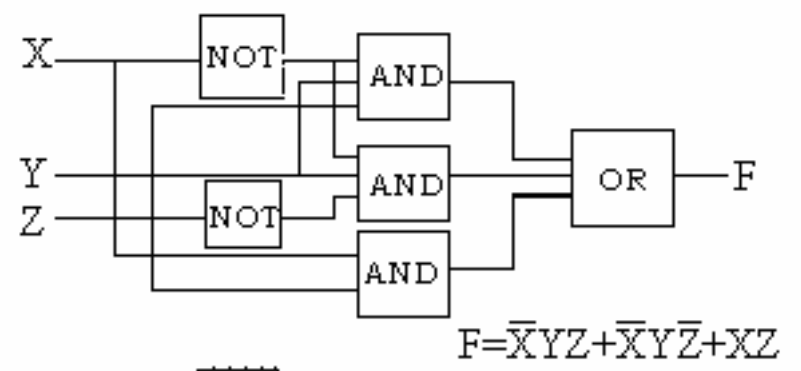 X
NOT
AND
Y
AND
OR
F
Z
NOT
AND
F=X̅YZ+X̅YZ̅+XZ